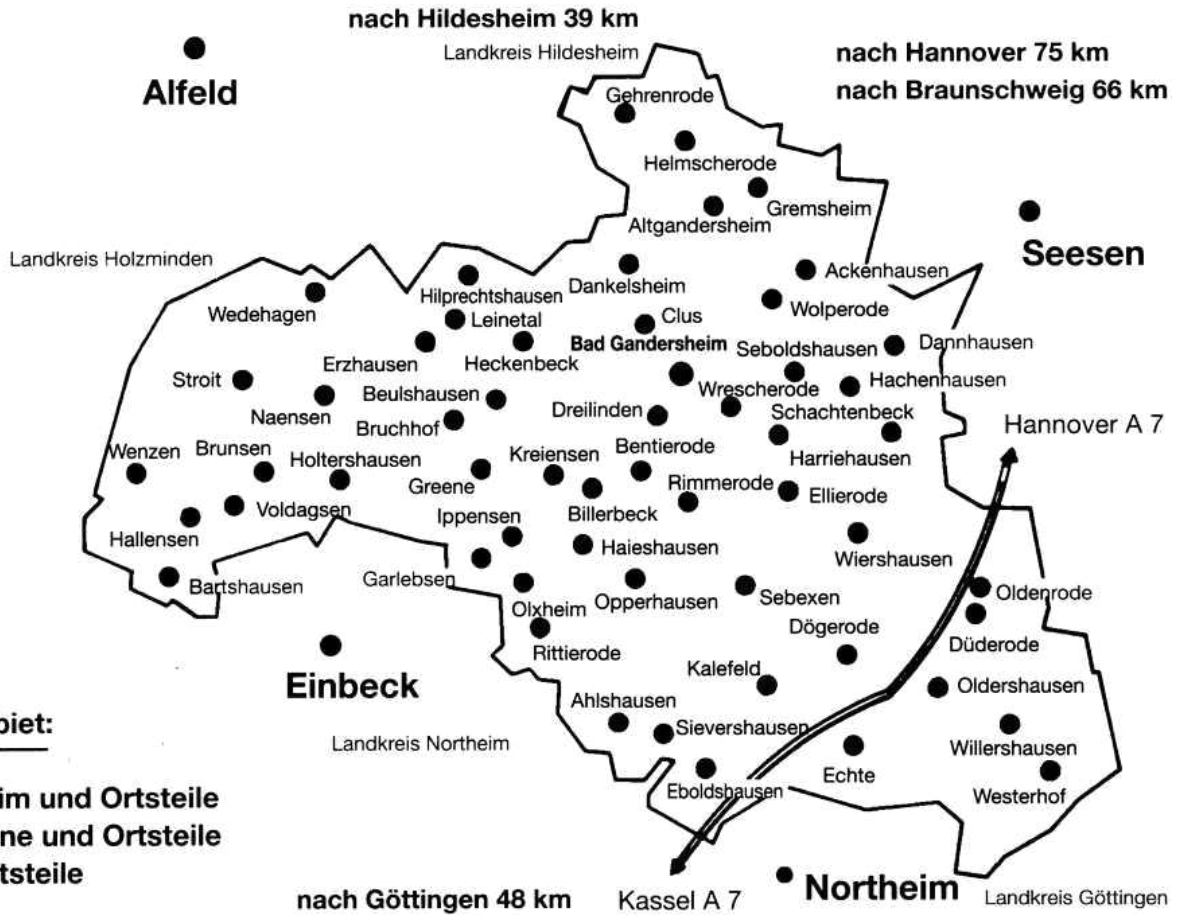 nach Hildesheim 39 km
Landkreis Hildesheim
nach Hannover 75 km
nach Braunschweig 66 km
Alfeld
Gehrenrode
Helmscherode
Gremsheim
Altgandersheim
Seesen
Landkreis Holzminden
Ackenhausen
Dankelsheim
Hilprechtshausen
Wedehagen
Wolperode
Leinetal
Clus
Bad Gandersheim
Seboldshausen
Dannhausen
Erzhausen
Heckenbeck
Stroit
Beulshausen
Wrescherode
Hachenhausen
Naensen
Dreilinden
Schachtenbeck
Bruchhof
Hannover A 7
Wenzen
Brunsen
Holtershausen
Kreiensen
Bentierode
Harriehausen
Greene
Rimmerode
Ellierode
Voldagsen
Ippensen
Billerbeck
Hallensen
Haieshausen
Wiershausen
Bartshausen
Garlebsen
Oldenrode
Olxheim
Opperhausen
Sebexen
Dögerode
Düderode
Rittierode
Einbeck
Kalefeld
Oldershausen
Ahlshausen
Sievershausen
biet:
Landkreis Northeim
Willershausen
Echte
Eboldshausen
Westerhof
im und Ortsteile
ne und Ortsteile
tsteile
nach Göttingen 48 km
Kassel A 7
Northeim
Landkreis Göttingen